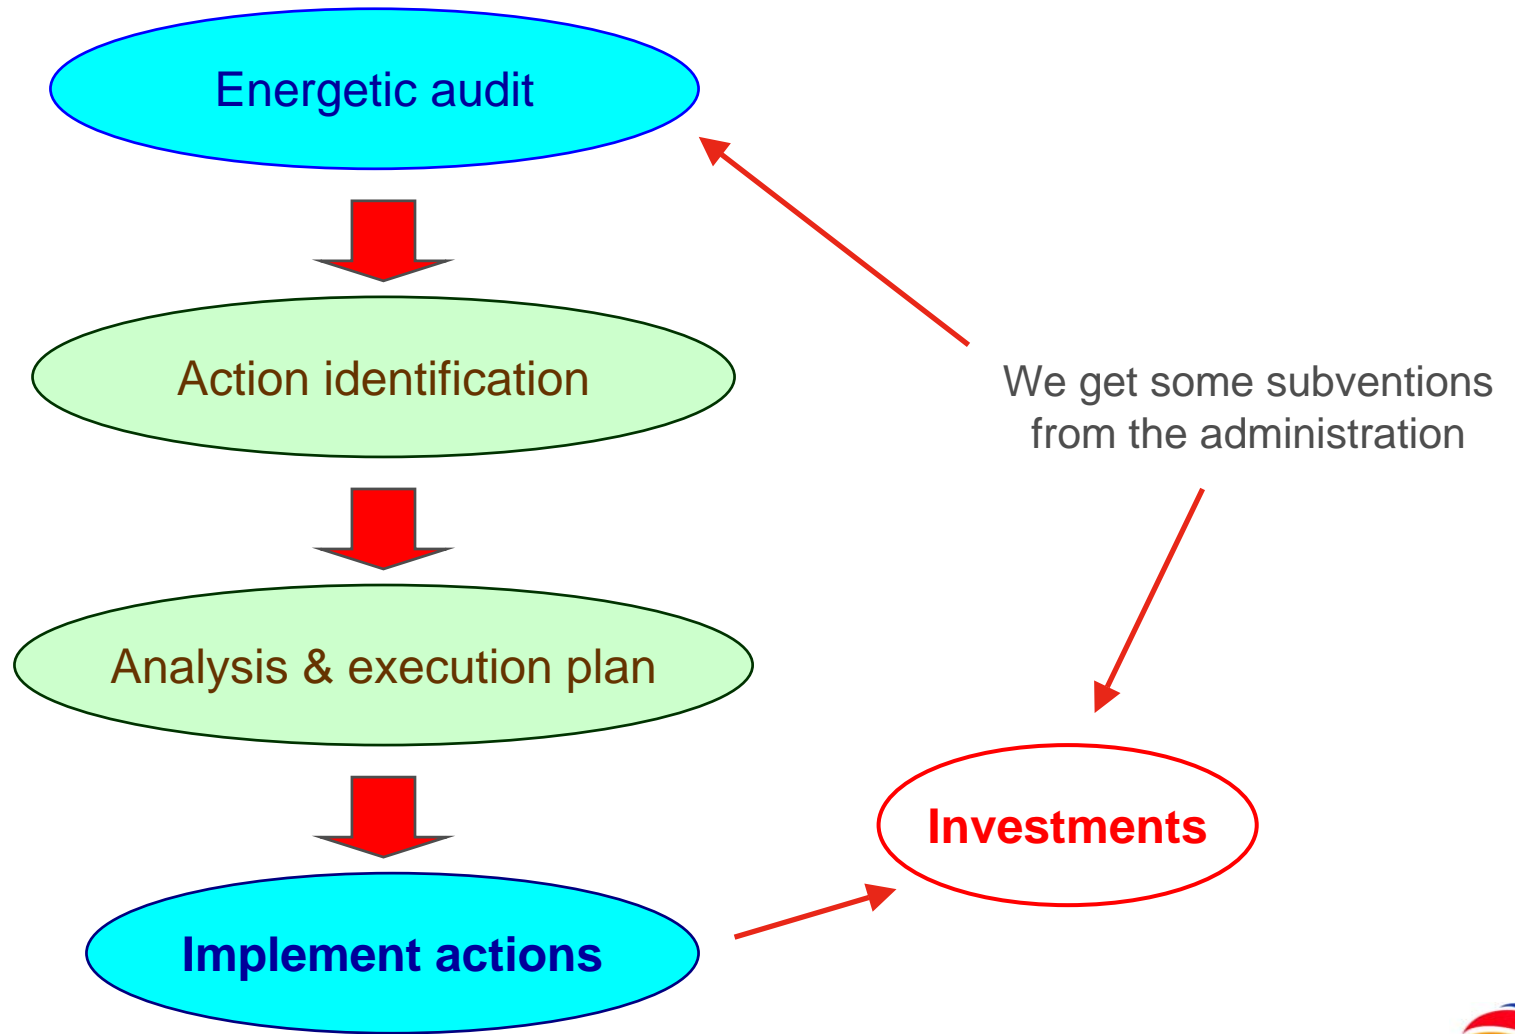 Energetic audit
Action identification
We get some subventions
from the administration
Analysis & execution plan
Investments
Implement actions